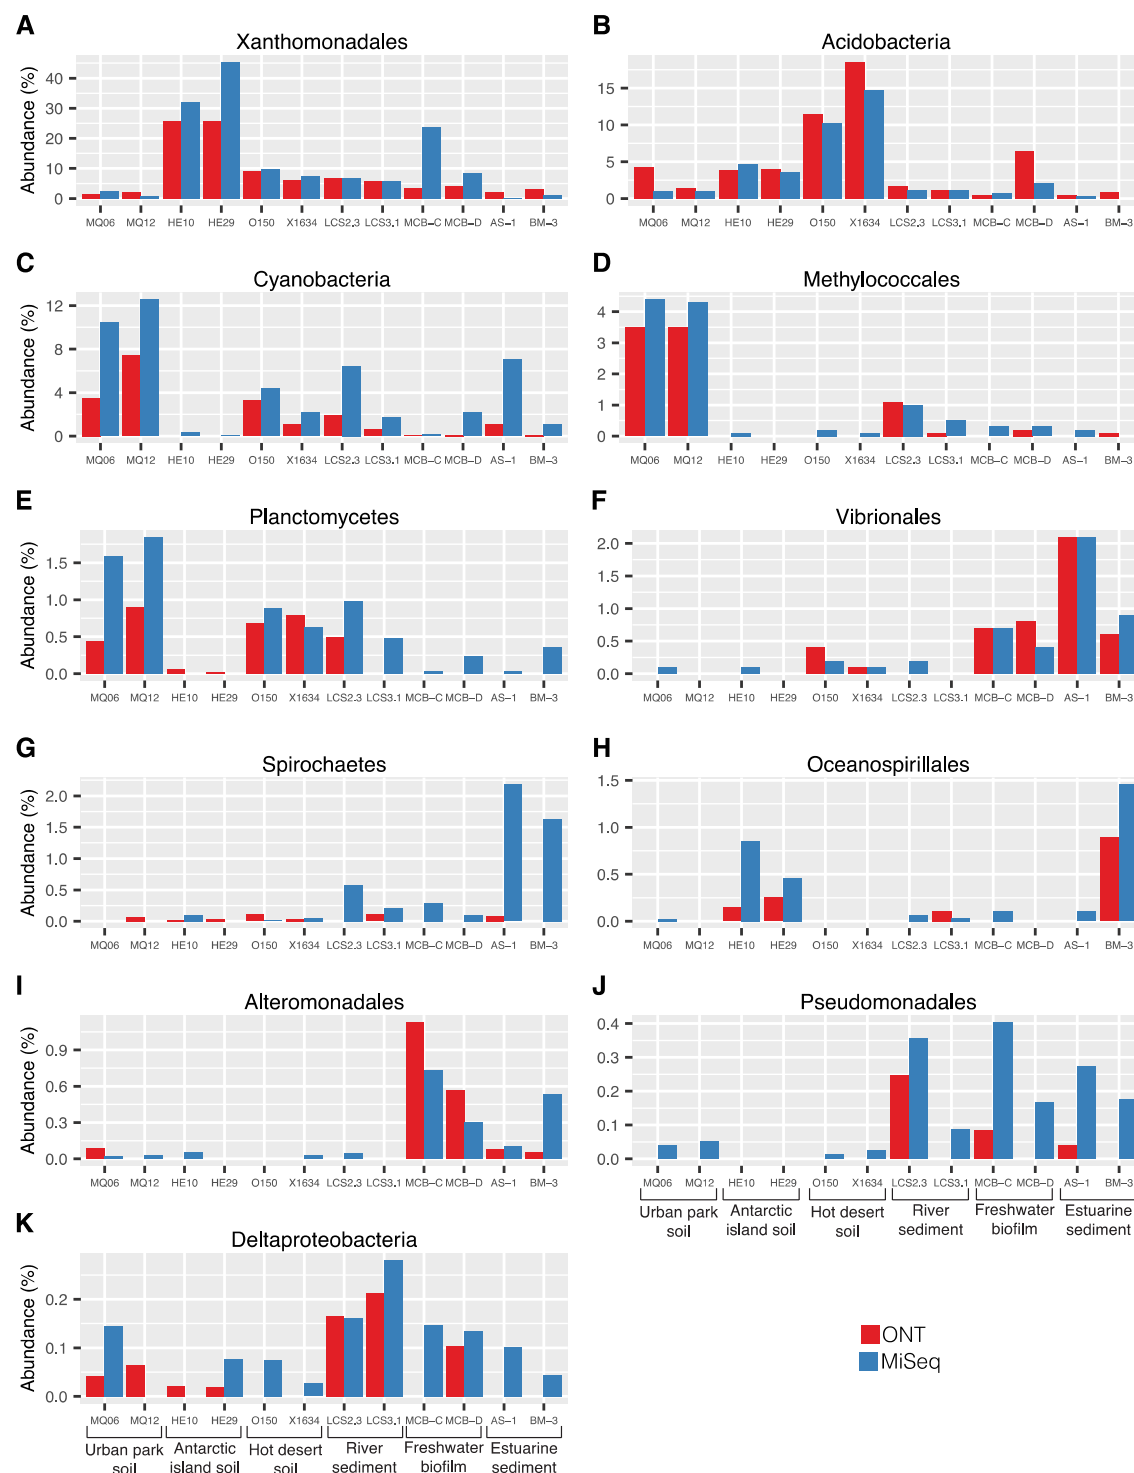 A
Xanthomonadales
Abundance (%)
40
30
20
10
0
MQ06 MQ12 HE10 HE29 O150 X1634 LCS2.3 LCS3.1 MCB–C MCB–D AS–1 BM–3
B
Acidobacteria
15
10
5
0
MQ06 MQ12 HE10 HE29 O150 X1634 LCS2.3 LCS3.1 MCB–C MCB–D AS–1 BM–3
C
Cyanobacteria
Abundance (%)
12
8
4
0
MQ06 MQ12 HE10 HE29 O150 X1634 LCS2.3 LCS3.1 MCB–C MCB–D AS–1 BM–3
D
Methylococcales
4
3
2
1
0
MQ06 MQ12 HE10 HE29 O150 X1634 LCS2.3 LCS3.1 MCB–C MCB–D AS–1 BM–3
E
Planctomycetes
Abundance (%)
1.5
1.0
0.5
0.0
MQ06 MQ12 HE10 HE29 O150 X1634 LCS2.3 LCS3.1 MCB–C MCB–D AS–1 BM–3
F
Vibrionales
2.0
1.5
1.0
0.5
0.0
MQ06 MQ12 HE10 HE29 O150 X1634 LCS2.3 LCS3.1 MCB–C MCB–D AS–1 BM–3
G
Spirochaetes
Abundance (%)
2.0
1.5
1.0
0.5
0.0
MQ06 MQ12 HE10 HE29 O150 X1634 LCS2.3 LCS3.1 MCB–C MCB–D AS–1 BM–3
H
Oceanospirillales
1.5
1.0
0.5
0.0
MQ06 MQ12 HE10 HE29 O150 X1634 LCS2.3 LCS3.1 MCB–C MCB–D AS–1 BM–3
I
Alteromonadales
Abundance (%)
0.9
0.6
0.3
0.0
MQ06 MQ12 HE10 HE29 O150 X1634 LCS2.3 LCS3.1 MCB–C MCB–D AS–1 BM–3
J
Pseudomonadales
0.4
0.3
0.2
0.1
0.0
MQ06 MQ12 HE10 HE29 O150 X1634 LCS2.3 LCS3.1 MCB–C MCB–D AS–1 BM–3
Urban park Antarctic Hot desert River Freshwater Estuarine
soil island soil soil sediment biofilm sediment
K
Deltaproteobacteria
Abundance (%)
0.2
0.1
0.0
MQ06 MQ12 HE10 HE29 O150 X1634 LCS2.3 LCS3.1 MCB–C MCB–D AS–1 BM–3
Urban park Antarctic Hot desert River Freshwater Estuarine
soil island soil soil sediment biofilm sediment
ONT
MiSeq